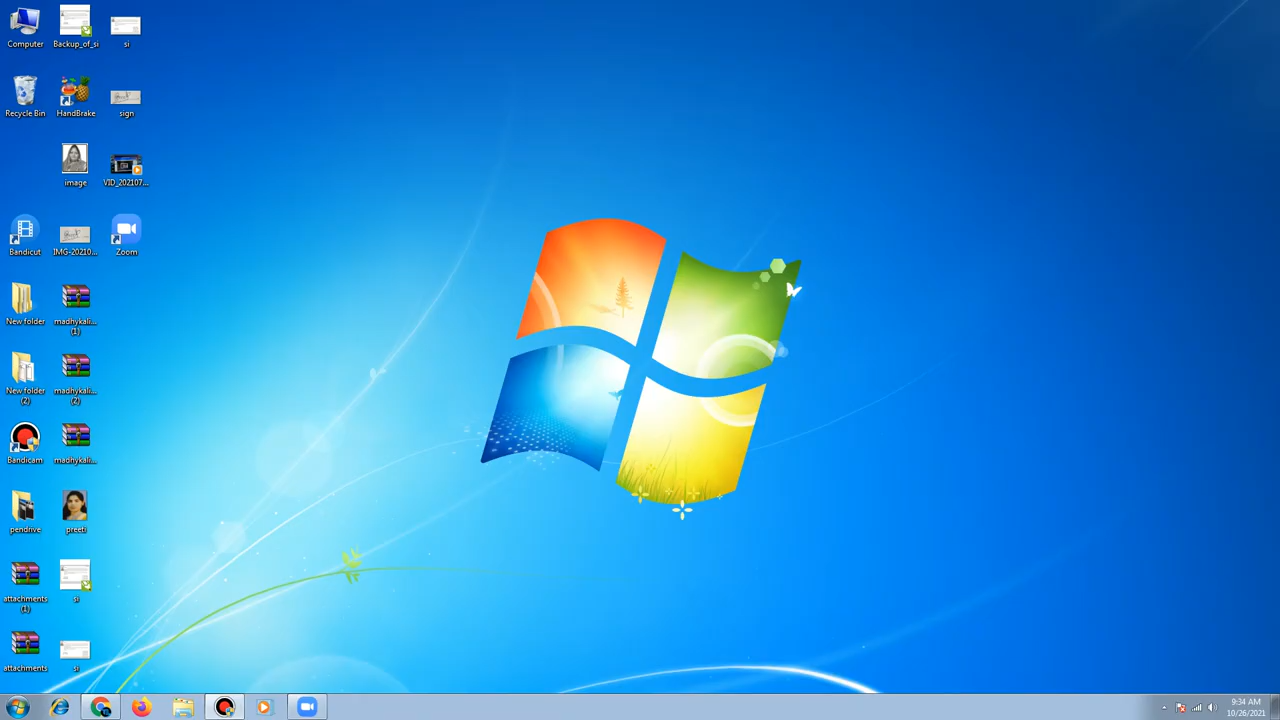 Computer
Backup_of_si
si
Recycle Bin
HandBrake
sign
image
VID_202107...
Bandicut
IMG-20210...
Zoom
New folder
madhykali...
(1)
New folder
(2)
madhykali...
(2)
Bandicam
madhykali...
pendrive
preeti
attachments
(1)
si
attachments
si
9:34 AM
10/26/2021